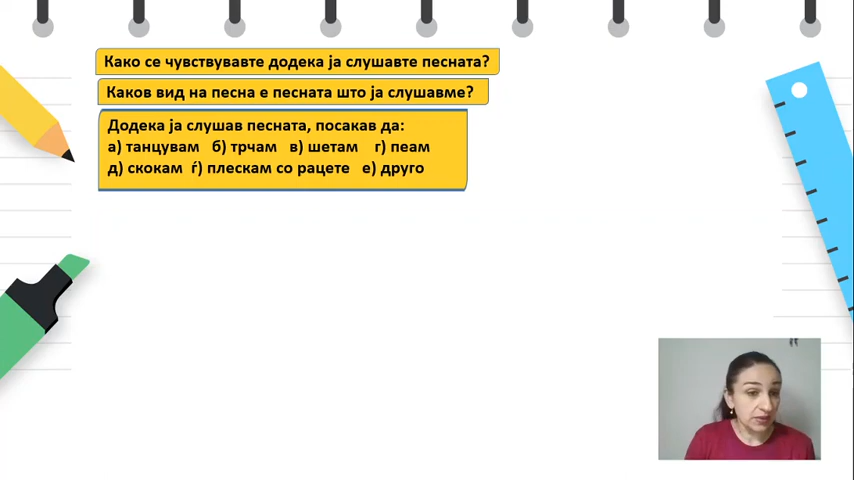 Како се чувствувавте додека ја слушавте песната?
Каков вид на песна е песната што ја слушавме?
Додека ја слушав песната, посакав да:
а) танцувам б) трчам в) шетам г) пеам
д) скокам ѓ) плескам со рацете е) друго